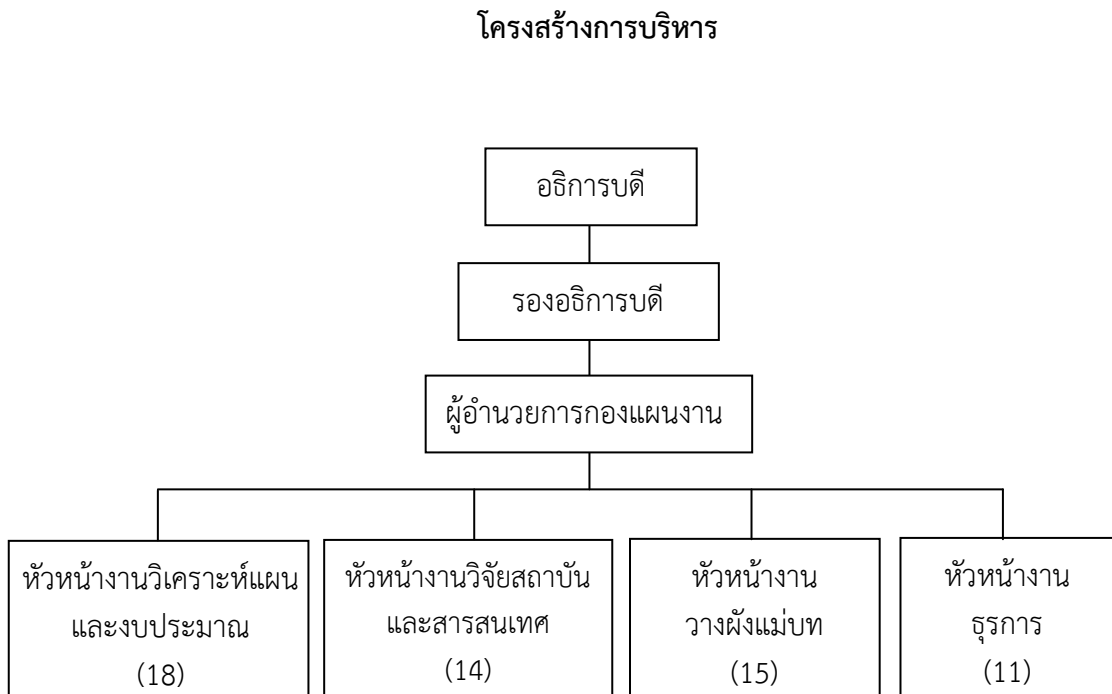 โครงสร้างการบริหาร
อธิการบดี
รองอธิการบดี
ผู้อำนวยการกองแผนงาน
หัวหน้างานวิเคราะห์แผน
และงบประมาณ
(18)
หัวหน้างานวิจัยสถาบัน
และสารสนเทศ
(14)
หัวหน้างาน
วางผังแม่บท
(15)
หัวหน้างาน
ธุรการ
(11)